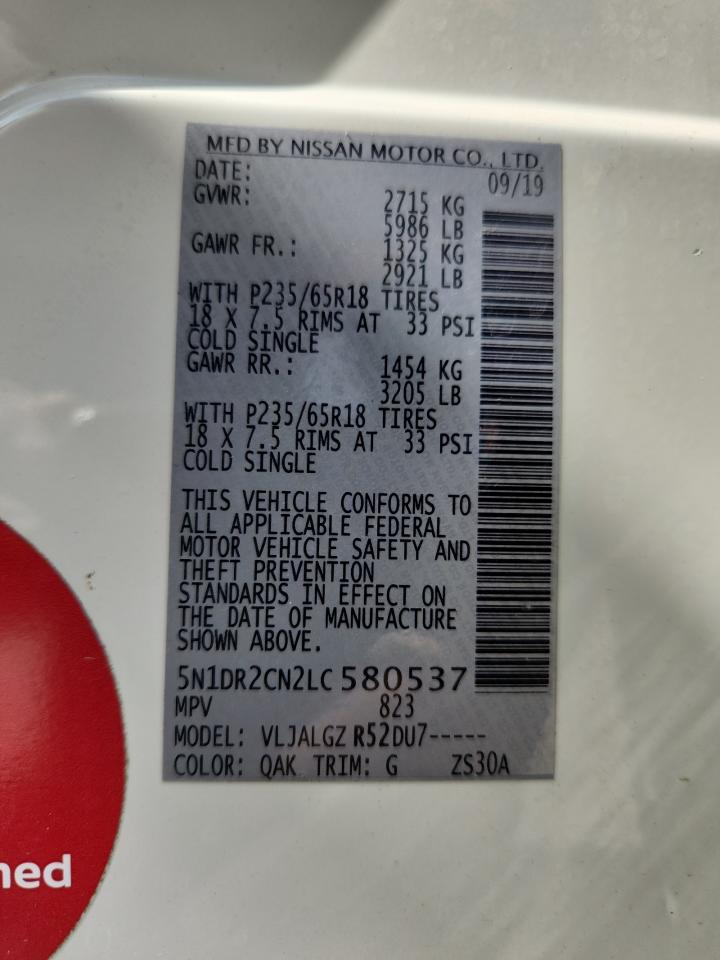 MFD BY NISSAN MOTOR CO., LTD.
DATE: 09/19
GVWR: 2715 KG
5986 LB
GAWR FR.: 1325 KG
2921 LB
WITH P235/65R18 TIRES
18 X 7.5 RIMS AT 33 PSI
COLD SINGLE
GAWR RR.: 1454 KG
3205 LB
WITH P235/65R18 TIRES
18 X 7.5 RIMS AT 33 PSI
COLD SINGLE
THIS VEHICLE CONFORMS TO
ALL APPLICABLE FEDERAL
MOTOR VEHICLE SAFETY AND
THEFT PREVENTION
STANDARDS IN EFFECT ON
THE DATE OF MANUFACTURE
SHOWN ABOVE.
5N1DR2CN2LC580537
MPV 823
MODEL: VLJALGZ R52DU7-----
COLOR: QAK TRIM: G ZS30A